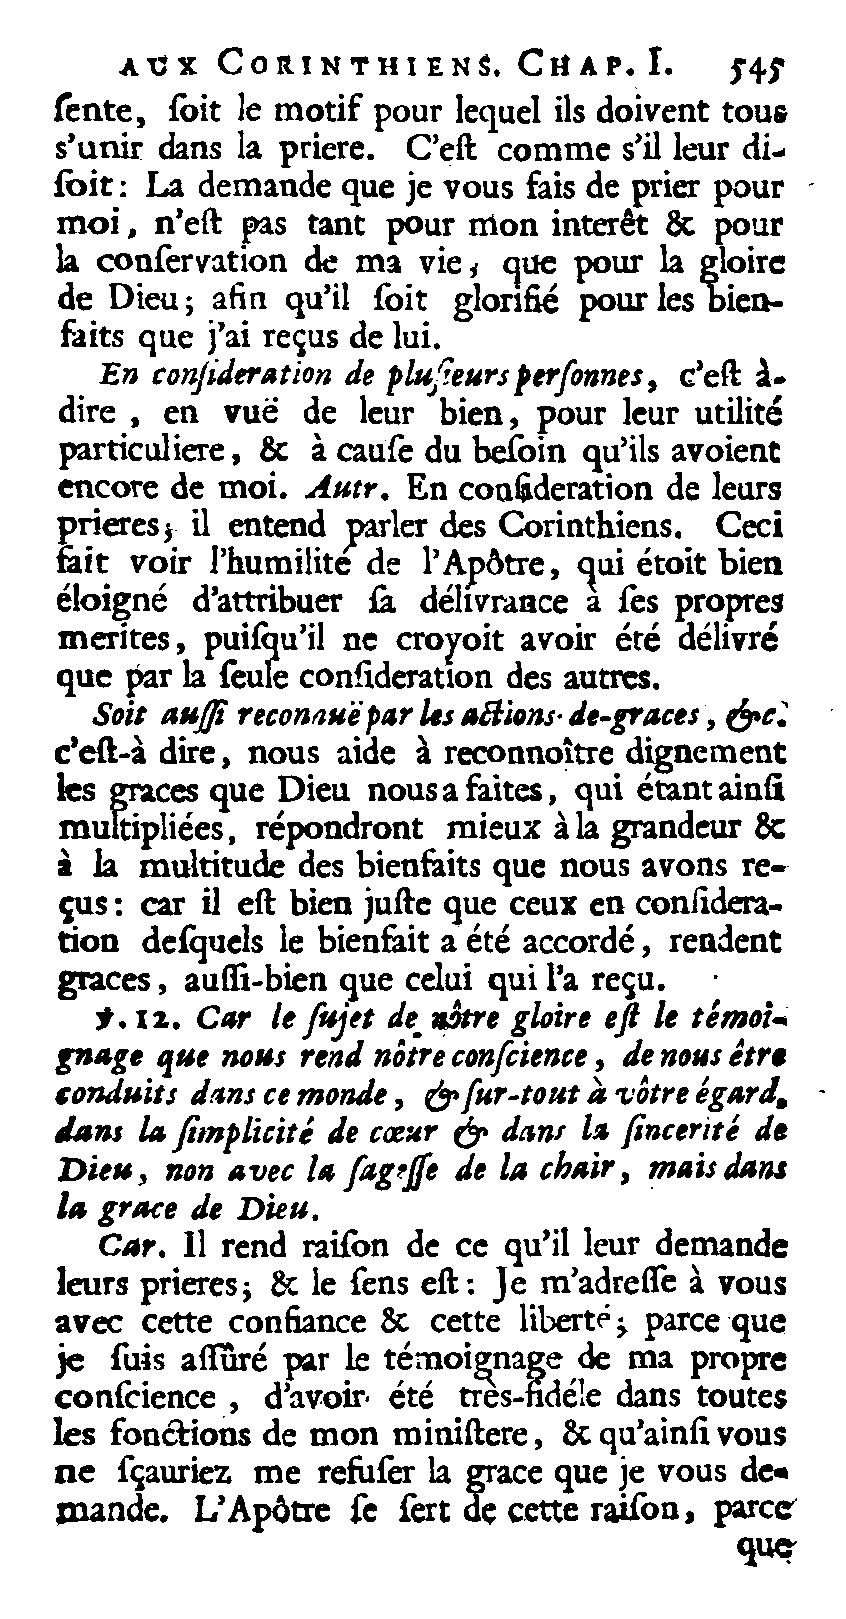 AUX CORINTHIENS. CHAP. I. 545
ſente, ſoit le motif pour lequel ils doivent tous
s'unir dans la priere. C'eſt comme s'il leur di-
ſoit: La demande que je vous fais de prier pour
moi, n'eſt pas tant pour mon interêt & pour
la conſervation de ma vie, que pour la gloire
de Dieu; afin qu'il ſoit glorifié pour les bien-
faits que j'ai reçus de lui.
En conſideration de pluſieurs perſonnes, c'eſt à-
dire, en vuë de leur bien, pour leur utilité
particuliere, & à cauſe du beſoin qu'ils avoient
encore de moi. Autr. En conſideration de leurs
prieres; il entend parler des Corinthiens. Ceci
fait voir l'humilité de l'Apôtre, qui étoit bien
éloigné d'attribuer ſa délivrance à ſes propres
merites, puiſqu'il ne croyoit avoir été délivré
que par la ſeule conſideration des autres.
Soit auſſi reconnuë par les actions-de-graces, &c.
c'eſt-à dire, nous aide à reconnoître dignement
les graces que Dieu nous a faites, qui étant ainſi
multipliées, répondront mieux à la grandeur &
à la multitude des bienfaits que nous avons re-
çus: car il eſt bien juſte que ceux en conſidera-
tion deſquels le bienfait a été accordé, rendent
graces, auſſi-bien que celui qui l'a reçu.
℣. 12. Car le ſujet de nôtre gloire eſt le témoi-
gnage que nous rend nôtre conſcience, de nous être
conduits dans ce monde, & ſur-tout à vôtre égard,
dans la ſimplicité de cœur & dans la ſincerité de
Dieu, non avec la ſageſſe de la chair, mais dans
la grace de Dieu.
Car. Il rend raiſon de ce qu'il leur demande
leurs prieres; & le ſens eſt: Je m'adreſſe à vous
avec cette confiance & cette liberté; parce que
je ſuis aſſûré par le témoignage de ma propre
conſcience, d'avoir été très-fidéle dans toutes
les fonctions de mon miniſtere, & qu'ainſi vous
ne ſçauriez me refuſer la grace que je vous de-
mande. L'Apôtre ſe ſert de cette raiſon, parce
que